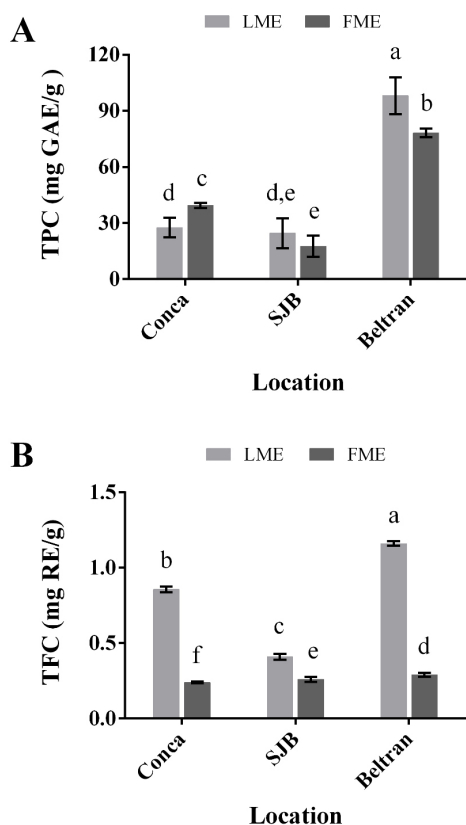 A
LME FME
TPC (mg GAE/g )
120
90
60
30
0
d c d,e e a b
Conca SJB Beltran
Location
B
LME FME
TFC (mg RE/g)
1.5
1.0
0.5
0.0
b f c e a d
Conca SJB Beltran
Location